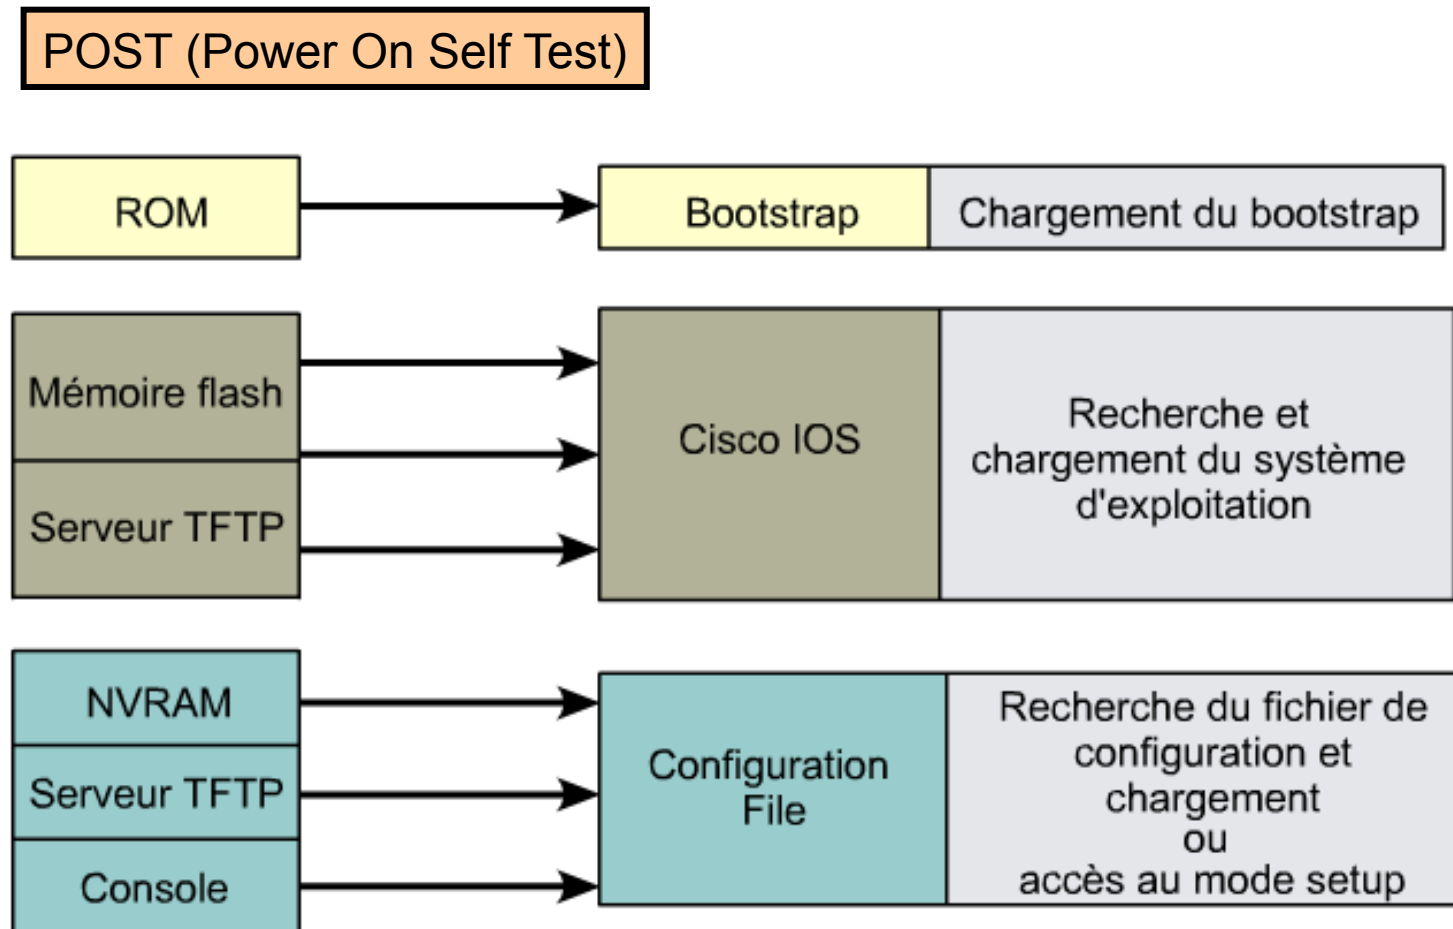 POST (Power On Self Test)
ROM
Bootstrap
Chargement du bootstrap
Mémoire flash
Serveur TFTP
Cisco IOS
Recherche et
chargement du système
d'exploitation
NVRAM
Serveur TFTP
Console
Configuration
File
Recherche du fichier de
configuration et
chargement
ou
accès au mode setup